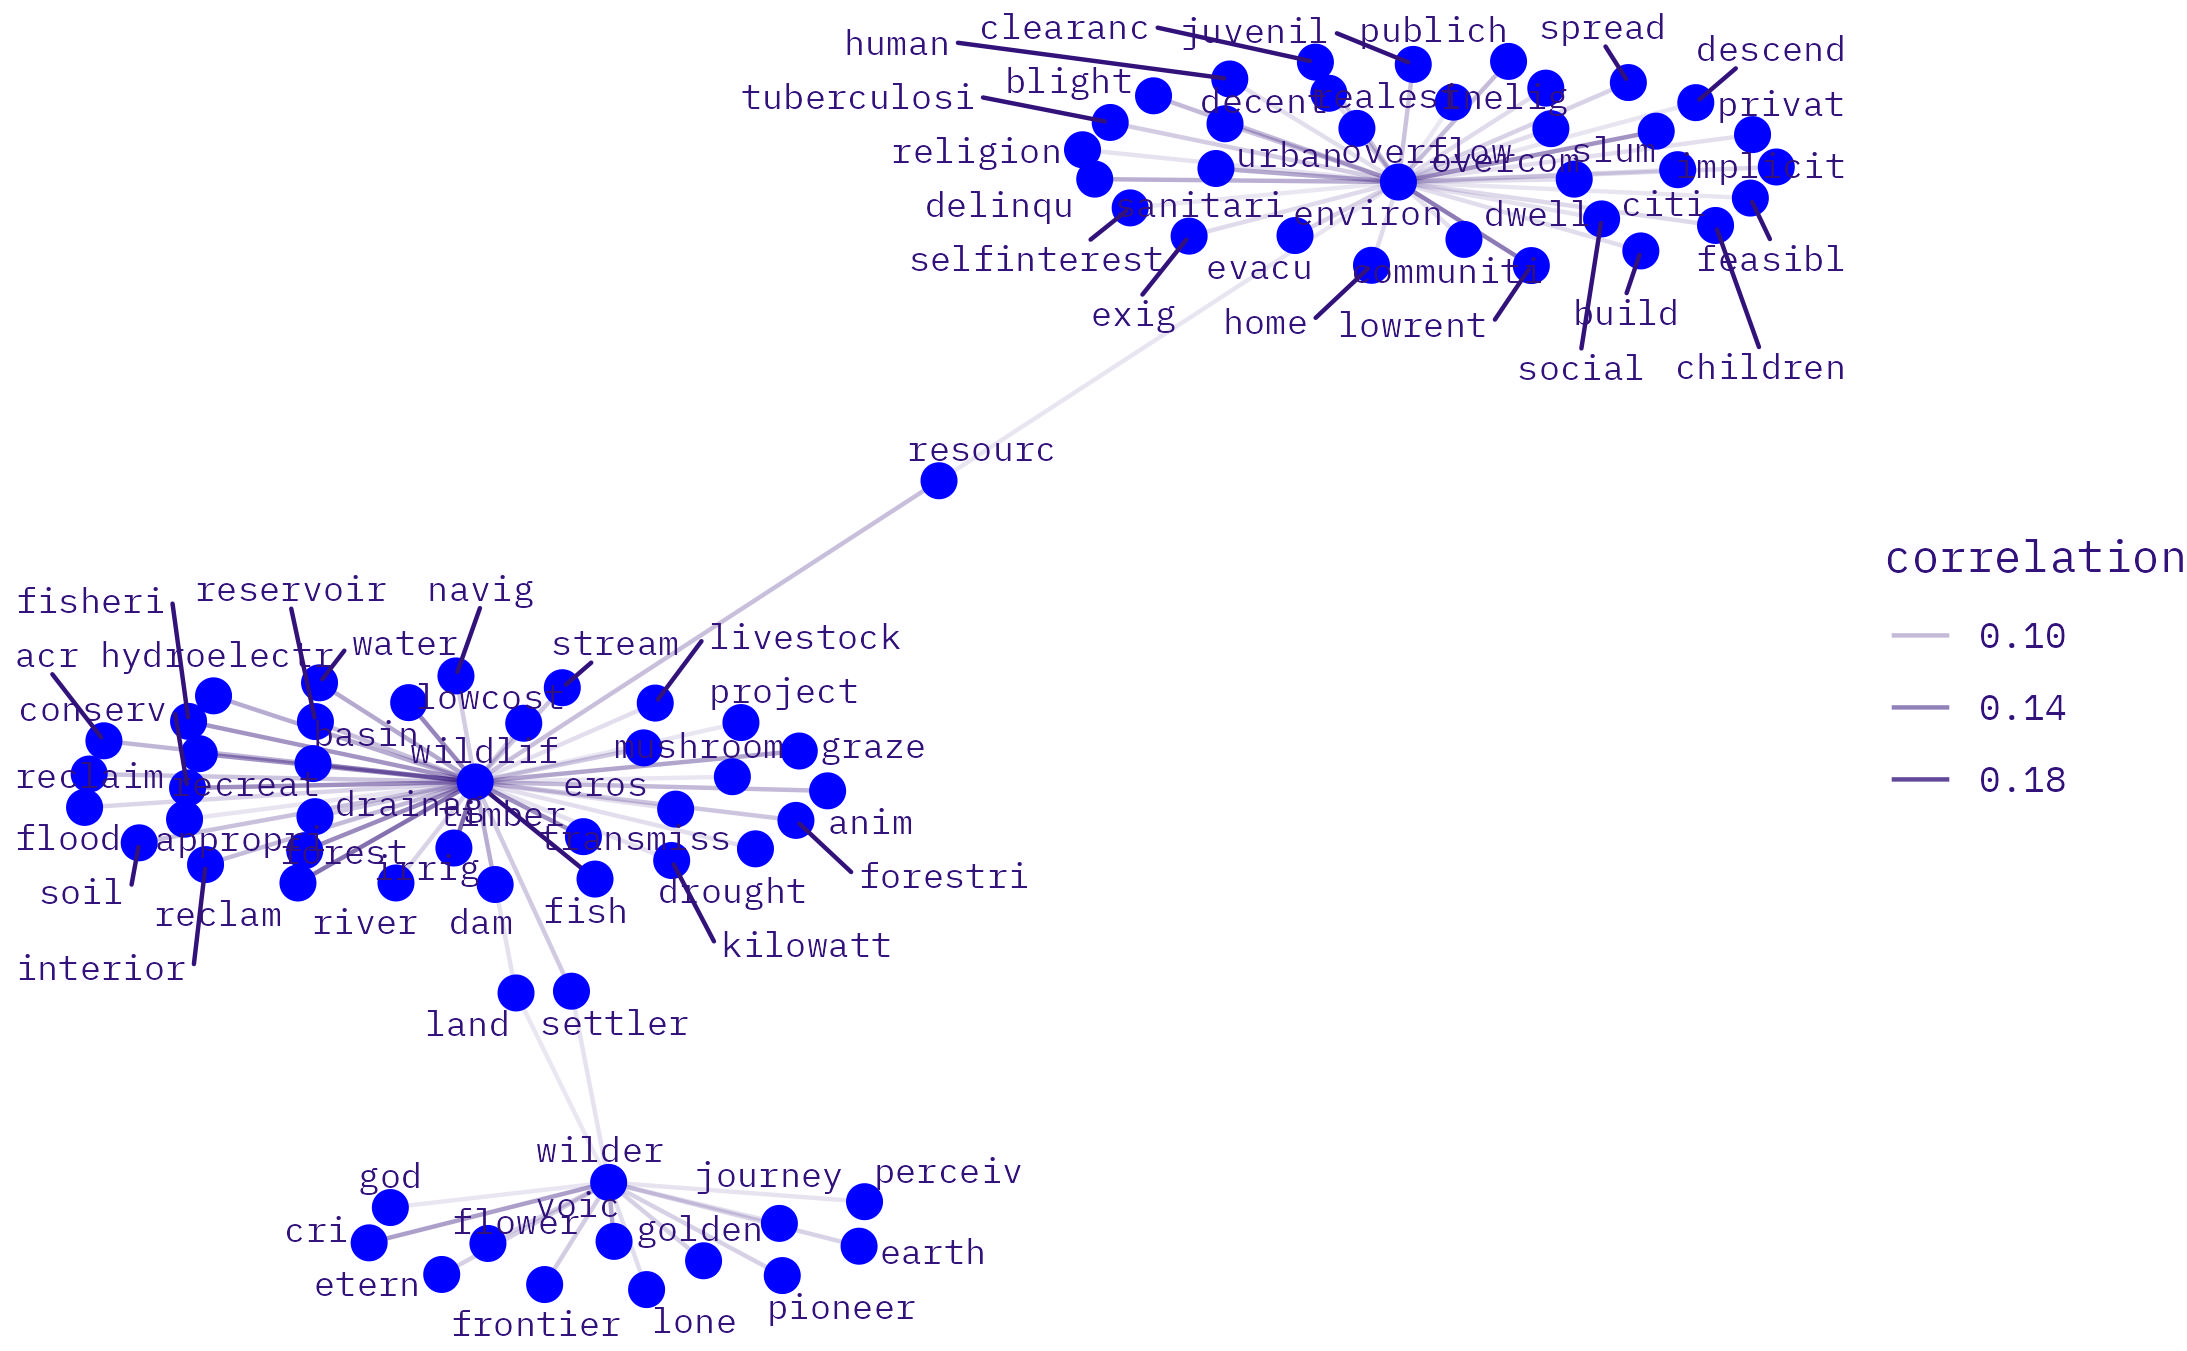 clearanc
juvenil
publich
spread
human
descend
blight
tuberculosi
decent
realest
inelig
privat
religion
urban
overflow
overcom
slum
implicit
delinqu
sanitari
environ
dwell
citi
selfinterest
evacu
communiti
feasibl
exig
home
lowrent
build
social
children
resourc
correlation
0.10
0.14
0.18
fisheri
reservoir
navig
acr
hydroelectr
water
stream
livestock
conserv
lowcost
project
basin
wildlif
mushroom
graze
reclaim
recreat
eros
drainag
timber
flood
appropri
forest
transmiss
anim
irrig
soil
reclam
river
dam
fish
drought
forestri
interior
kilowatt
land
settler
wilder
god
journey
perceiv
voic
cri
flower
golden
earth
etern
frontier
lone
pioneer